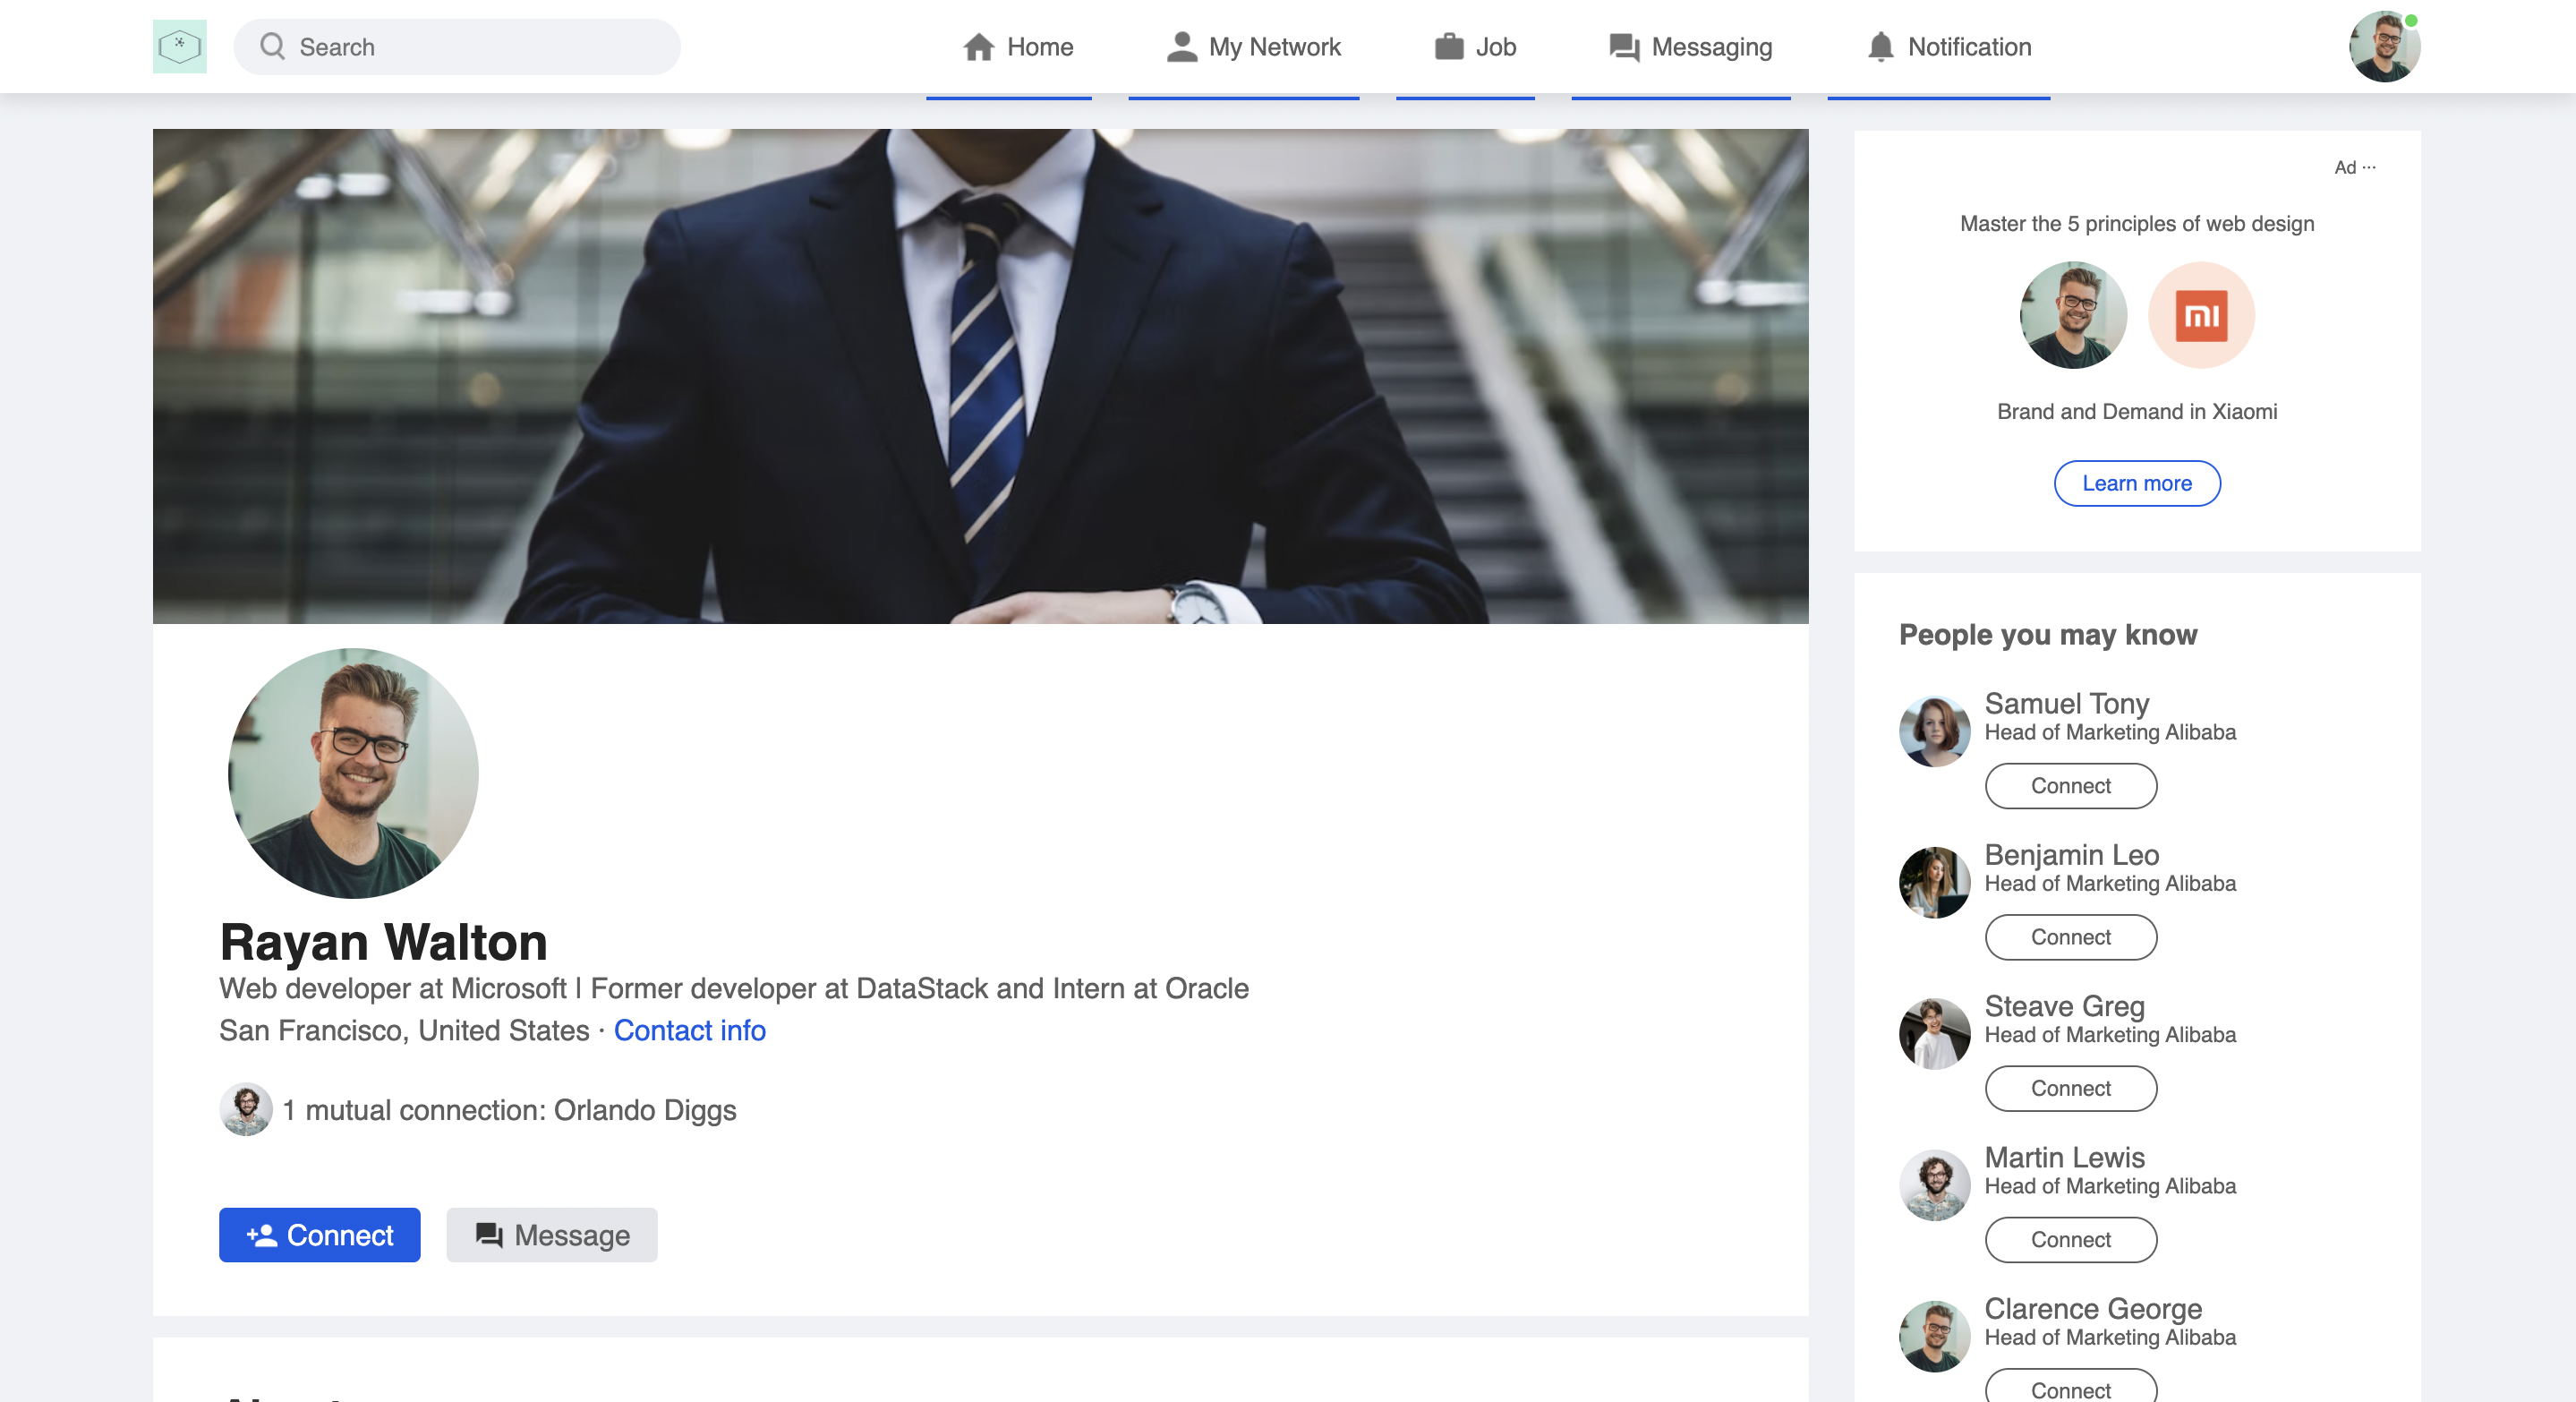 Search
Home
My Network
Job
Messaging
Notification
Rayan Walton
Web developer at Microsoft | Former developer at DataStack and Intern at Oracle
San Francisco, United States · Contact info
1 mutual connection: Orlando Diggs
Connect
Message
Ad ···
Master the 5 principles of web design
Brand and Demand in Xiaomi
Learn more
People you may know
Samuel Tony
Head of Marketing Alibaba
Connect
Benjamin Leo
Head of Marketing Alibaba
Connect
Steave Greg
Head of Marketing Alibaba
Connect
Martin Lewis
Head of Marketing Alibaba
Connect
Clarence George
Head of Marketing Alibaba
Connect